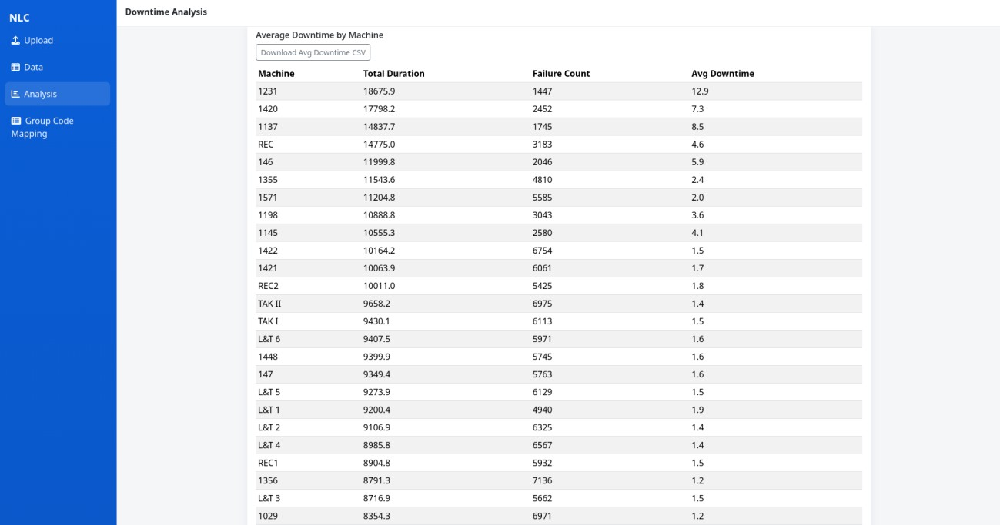 NLC
Upload
Data
Analysis
Group Code
Mapping
Downtime Analysis
Average Downtime by Machine
Download Avg Downtime CSV
Machine Total Duration Failure Count Avg Downtime
1231 18675.9 1447 12.9
1420 17798.2 2452 7.3
1137 14837.7 1745 8.5
REC 14775.0 3183 4.6
146 11999.8 2046 5.9
1355 11543.6 4810 2.4
1571 11204.8 5585 2.0
1198 10888.8 3043 3.6
1145 10555.3 2580 4.1
1422 10164.2 6754 1.5
1421 10063.9 6061 1.7
REC2 10011.0 5425 1.8
TAK II 9658.2 6975 1.4
TAK I 9430.1 6113 1.5
L&T 6 9407.5 5971 1.6
1448 9399.9 5745 1.6
147 9349.4 5763 1.6
L&T 5 9273.9 6129 1.5
L&T 1 9200.4 4940 1.9
L&T 2 9106.9 6325 1.4
L&T 4 8985.8 6567 1.4
REC1 8904.8 5932 1.5
1356 8791.3 7136 1.2
L&T 3 8716.9 5662 1.5
1029 8354.3 6971 1.2